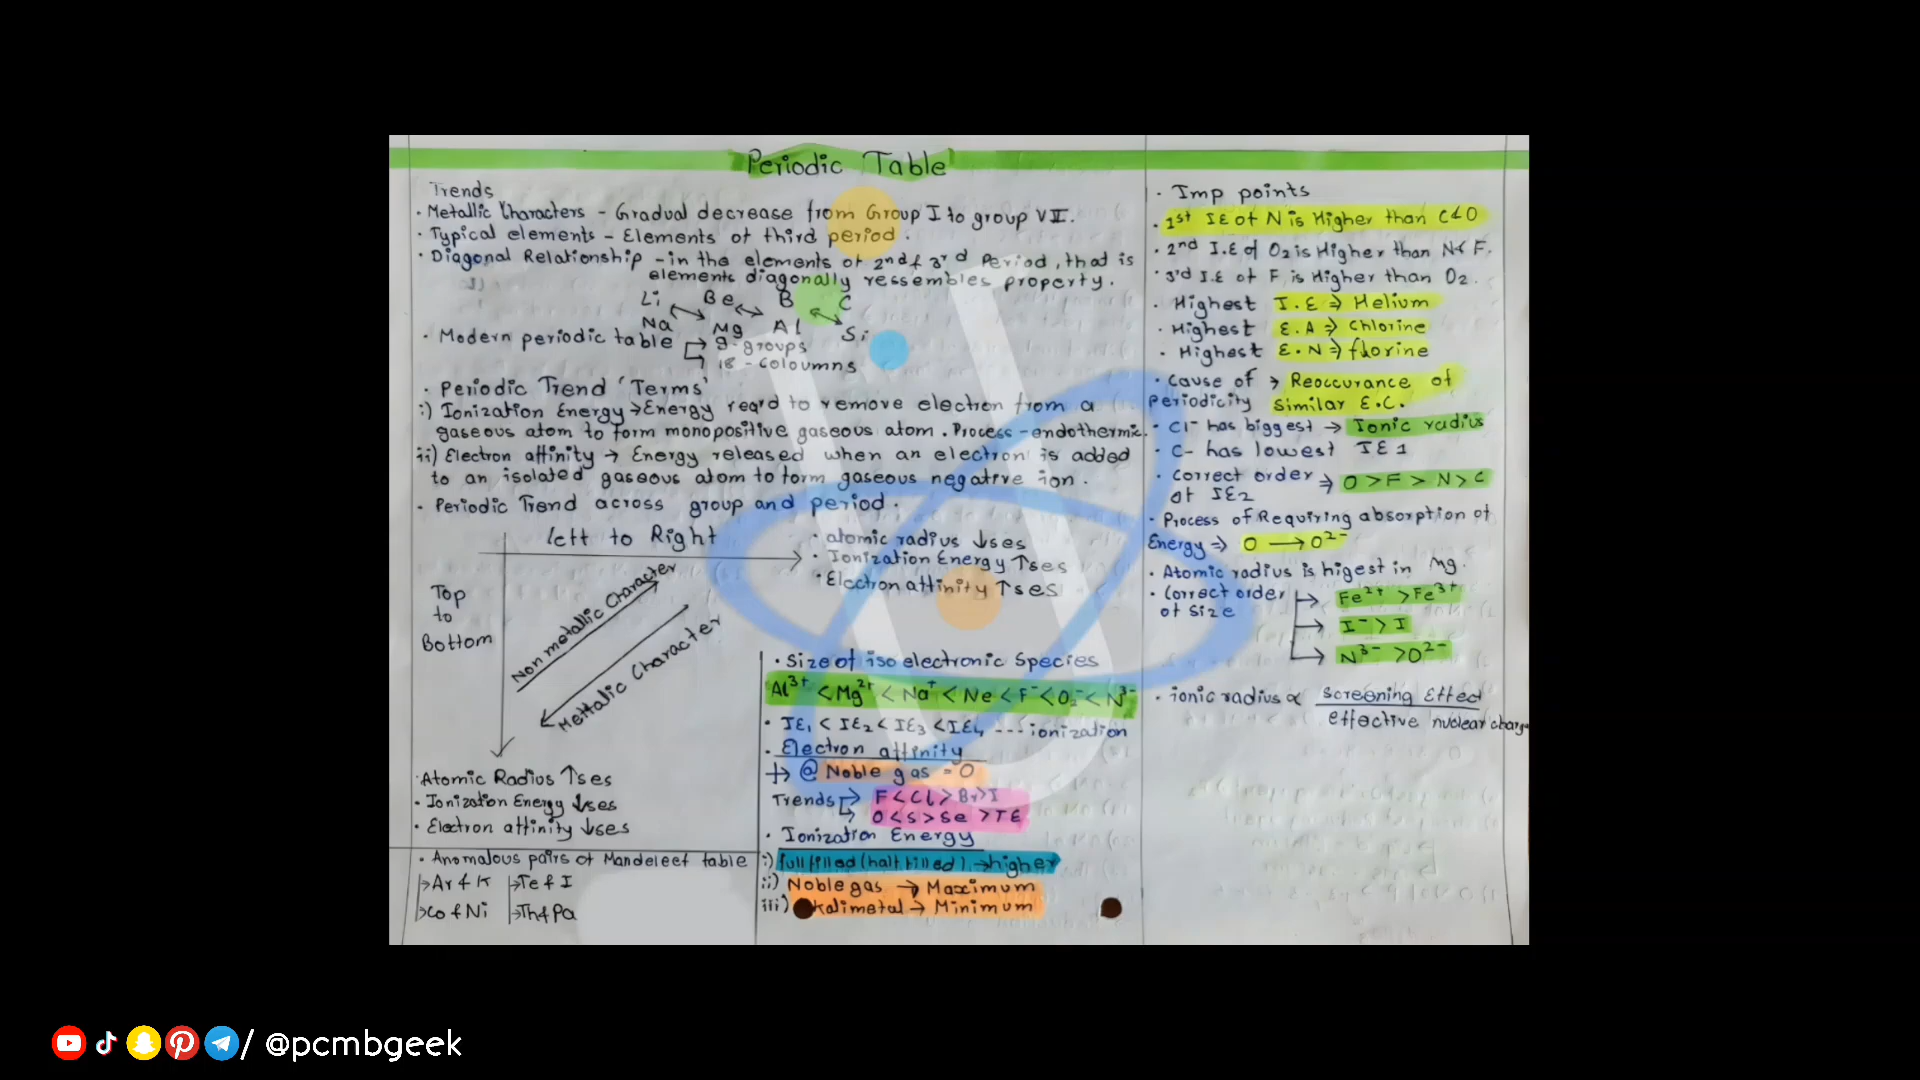 Periodic Table
Trends
· Metallic Characters - Gradual decrease from Group I to group VII.
· Typical elements - Elements of third period.
· Diagonal Relationship - in the elements of 2nd & 3rd Period, that is
elements diagonally ressembles property.
Li Be B C
Na Mg Al Si
· Modern periodic table → 9-groups
→ 18 - coloumns
· Periodic Trend 'Terms'
i) Ionization Energy → Energy reqrd to remove electron from a
gaseous atom to form monopositive gaseous atom. Process - endothermic.
ii) Electron affinity → Energy released when an electron is added
to an isolated gaseous atom to form gaseous negative ion.
· Periodic Trend across group and period.
left to Right
· atomic radius ↓ses
· Ionization Energy ↑ses
· Electron affinity ↑ses
Top
to
Bottom
Non metallic Character
Mettalic Character
· Atomic Radius ↑ses
· Ionization Energy ↓ses
· Electron affinity ↓ses
· Anomalous pairs of Mandeleef table
→ Ar & K → Te & I
→ Co & Ni → Th & Pa
· Size of iso electronic Species
Al³⁺ < Mg²⁺ < Na⁺ < Ne < F⁻ < O₂⁻ < N³⁻
· IE₁ < IE₂ < IE₃ < IE₄ --- ionization
· Electron affinity
→ @ Noble gas = 0
Trends → F < Cl > Br > I
→ O < S > Se > TE
· Ionization Energy
i) full filled (half filled) → higher
ii) Noble gas → Maximum
iii) kalimetal → Minimum
· Imp points
· 1st IE of N is Higher than C & O
· 2nd I.E of O₂ is Higher than N & F.
· 3rd I.E of F is Higher than O₂.
· Highest I.E ⇒ Helium
· Highest E.A ⇒ Chlorine
· Highest E.N ⇒ fluorine
· Cause of → Reoccurance of
Periodicity Similar E.C.
· Cl⁻ has biggest → Ionic radius
· C- has lowest IE1
· Correct order ⇒ O > F > N > C
of IE2
· Process of Requiring absorption of
Energy ⇒ O → O²⁻
· Atomic radius is higest in Mg.
· Correct order → Fe²⁺ > Fe³⁺
of size
→ I⁻ > I
→ N³⁻ > O²⁻
· ionic radius ∝ Screening Effect
effective nuclear charge
/ @pcmbgeek